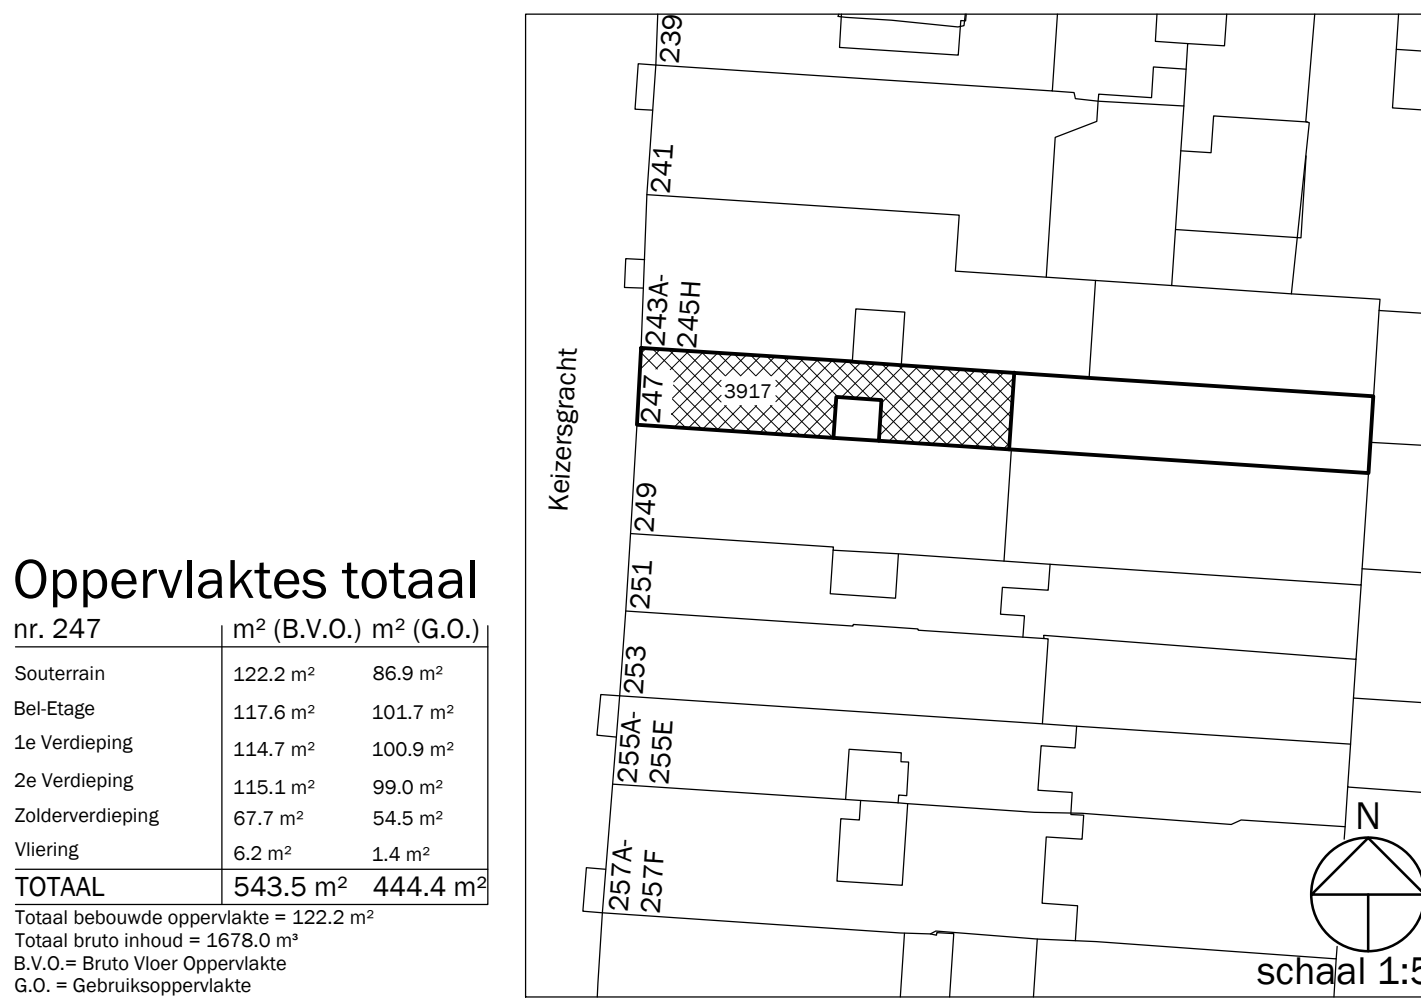 Oppervlaktes totaal
nr. 247 m² (B.V.O.) m² (G.O.)
Souterrain 122.2 m² 86.9 m²
Bel-Etage 117.6 m² 101.7 m²
1e Verdieping 114.7 m² 100.9 m²
2e Verdieping 115.1 m² 99.0 m²
Zolderverdieping 67.7 m² 54.5 m²
Vliering 6.2 m² 1.4 m²
TOTAAL 543.5 m² 444.4 m²
Totaal bebouwde oppervlakte = 122.2 m²
Totaal bruto inhoud = 1678.0 m³
B.V.O.= Bruto Vloer Oppervlakte
G.O. = Gebruiksoppervlakte
Keizersgracht
239
241
243A-
245H
247
3917
249
251
253
255A-
255E
257A-
257F
N
schaal 1:5